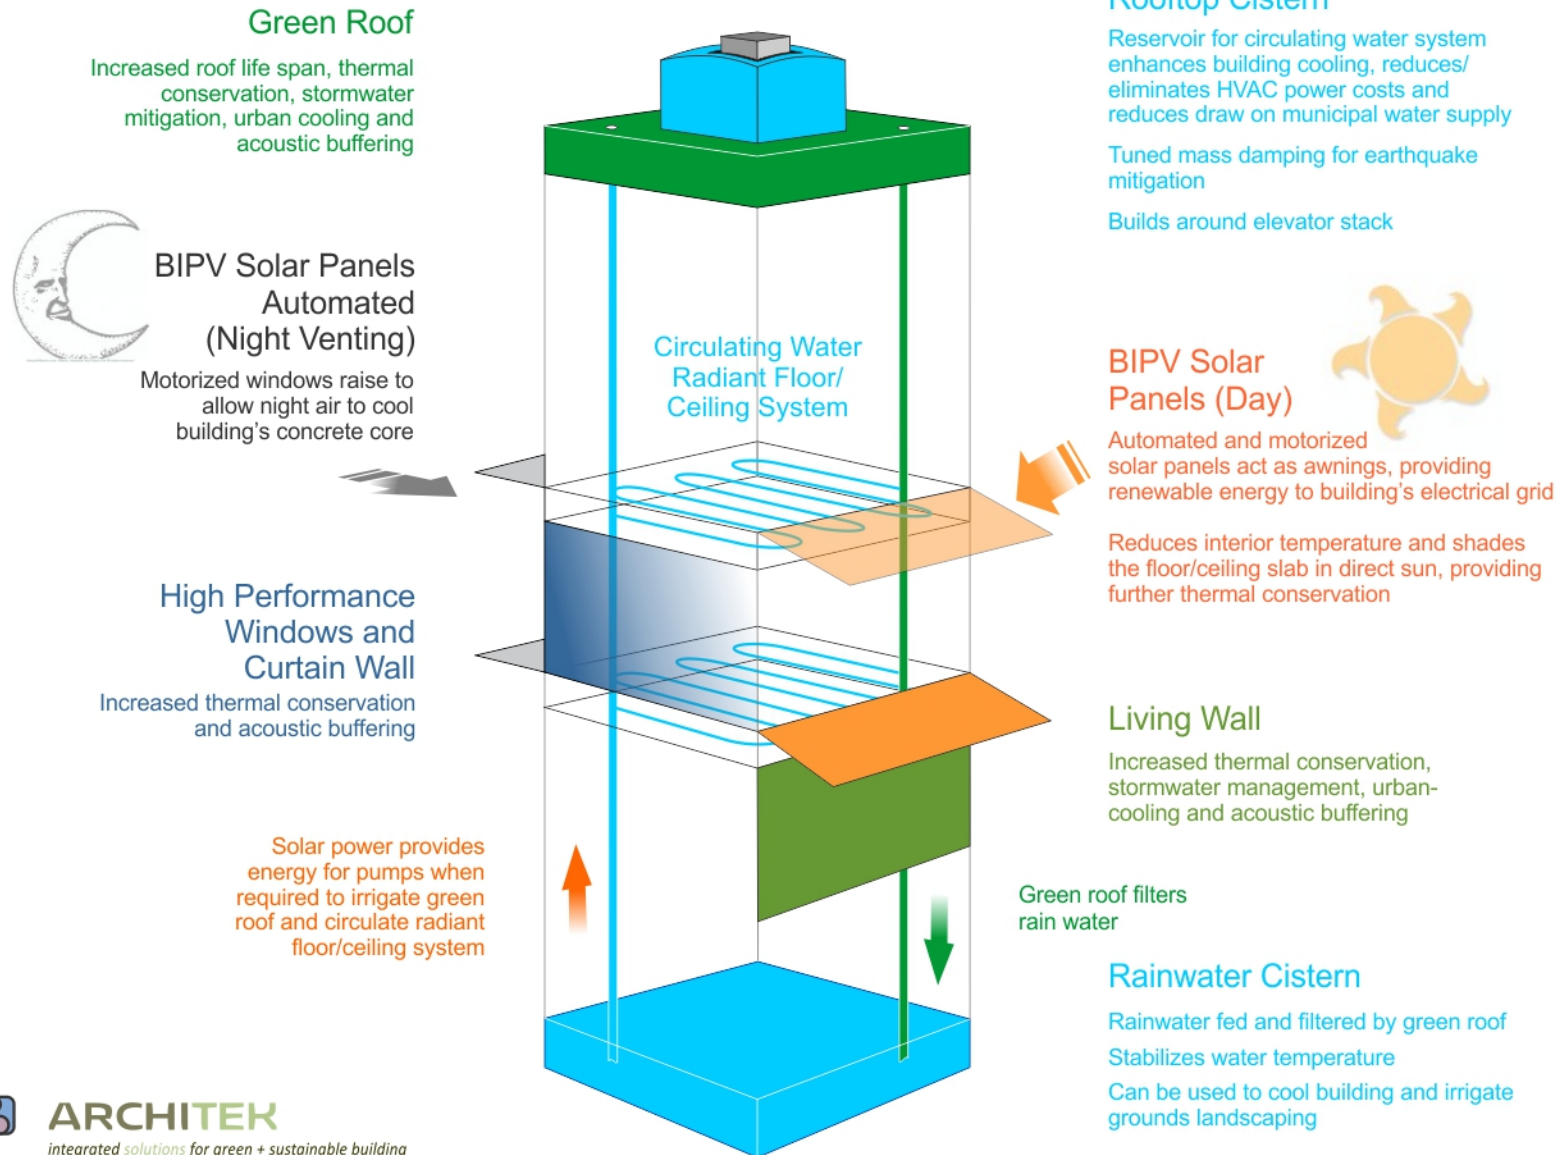 Green Roof
Increased roof life span, thermal
conservation, stormwater
mitigation, urban cooling and
acoustic buffering
Rooftop Cistern
Reservoir for circulating water system
enhances building cooling, reduces/
eliminates HVAC power costs and
reduces draw on municipal water supply
Tuned mass damping for earthquake
mitigation
Builds around elevator stack
BIPV Solar Panels
Automated
(Night Venting)
Motorized windows raise to
allow night air to cool
building's concrete core
Circulating Water
Radiant Floor/
Ceiling System
BIPV Solar
Panels (Day)
Automated and motorized
solar panels act as awnings, providing
renewable energy to building's electrical grid
Reduces interior temperature and shades
the floor/ceiling slab in direct sun, providing
further thermal conservation
High Performance
Windows and
Curtain Wall
Increased thermal conservation
and acoustic buffering
Living Wall
Increased thermal conservation,
stormwater management, urban-
cooling and acoustic buffering
Solar power provides
energy for pumps when
required to irrigate green
roof and circulate radiant
floor/ceiling system
Green roof filters
rain water
Rainwater Cistern
Rainwater fed and filtered by green roof
Stabilizes water temperature
Can be used to cool building and irrigate
grounds landscaping
ARCHITEK
integrated solutions for green + sustainable building